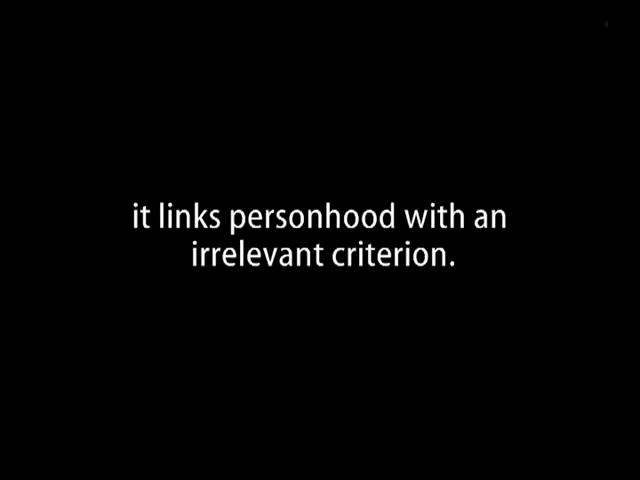 it links personhood with an
irrelevant criterion.